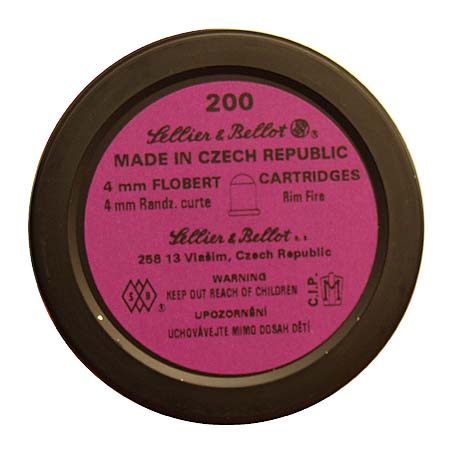 200
Sellier & Bellot S&B ®
MADE IN CZECH REPUBLIC
4 mm FLOBERT CARTRIDGES
4 mm Randz. curte Rim Fire
Sellier & Bellot a.s.
258 13 Vlašim, Czech Republic
WARNING
KEEP OUT REACH OF CHILDREN
UPOZORNĚNÍ
UCHOVÁVEJTE MIMO DOSAH DĚTÍ
S B ®
C.I.P.